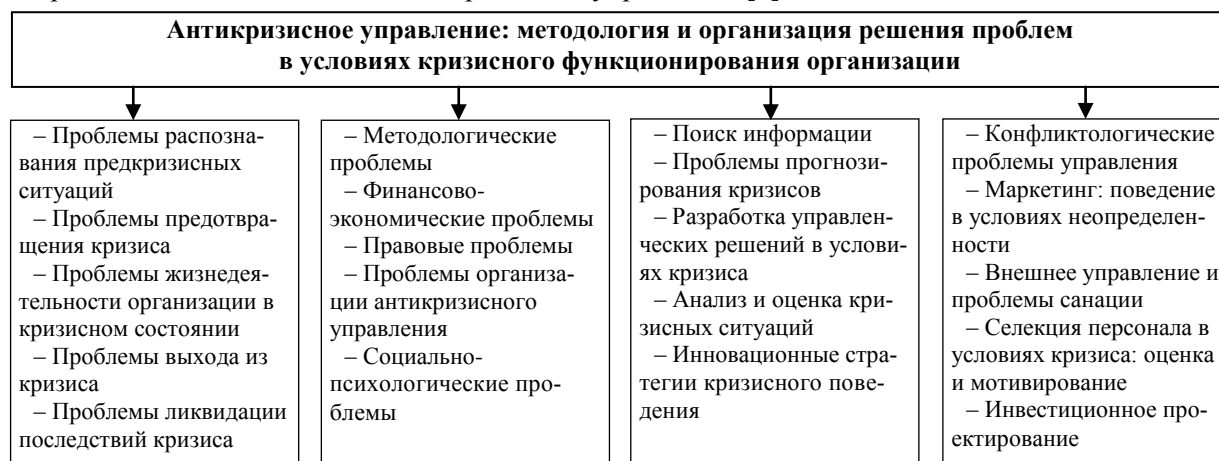 Антикризисное управление: методология и организация решения проблем
в условиях кризисного функционирования организации
– Проблемы распозна-
вания предкризисных
ситуаций
– Проблемы предотвра-
щения кризиса
– Проблемы жизнедея-
тельности организации в
кризисном состоянии
– Проблемы выхода из
кризиса
– Проблемы ликвидации
последствий кризиса
– Методологические
проблемы
– Финансово-
экономические проблемы
– Правовые проблемы
– Проблемы организа-
ции антикризисного
управления
– Социально-
психологические про-
блемы
– Поиск информации
– Проблемы прогнози-
рования кризисов
– Разработка управлен-
ческих решений в услови-
ях кризиса
– Анализ и оценка кри-
зисных ситуаций
– Инновационные стра-
тегии кризисного пове-
дения
– Конфликтологические
проблемы управления
– Маркетинг: поведение
в условиях неопределен-
ности
– Внешнее управление и
проблемы санации
– Селекция персонала в
условиях кризиса: оценка
и мотивирование
– Инвестиционное про-
ектирование